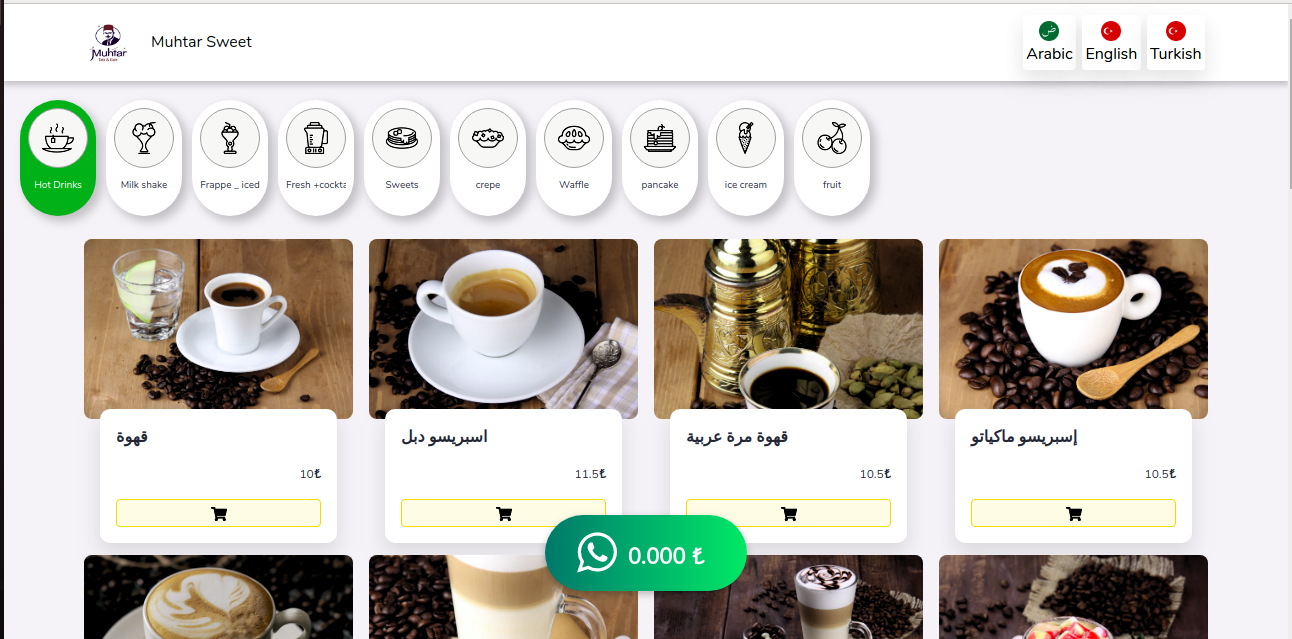 Muhtar
Muhtar Sweet
Arabic
English
Turkish
Hot Drinks
Milk shake
Frappe _ iced
Fresh +cockta
Sweets
crepe
Waffle
pancake
ice cream
fruit
قهوة
10₺
اسبريسو دبل
11.5₺
قهوة مرة عربية
10.5₺
إسبريسو ماكياتو
10.5₺
0.000 ₺